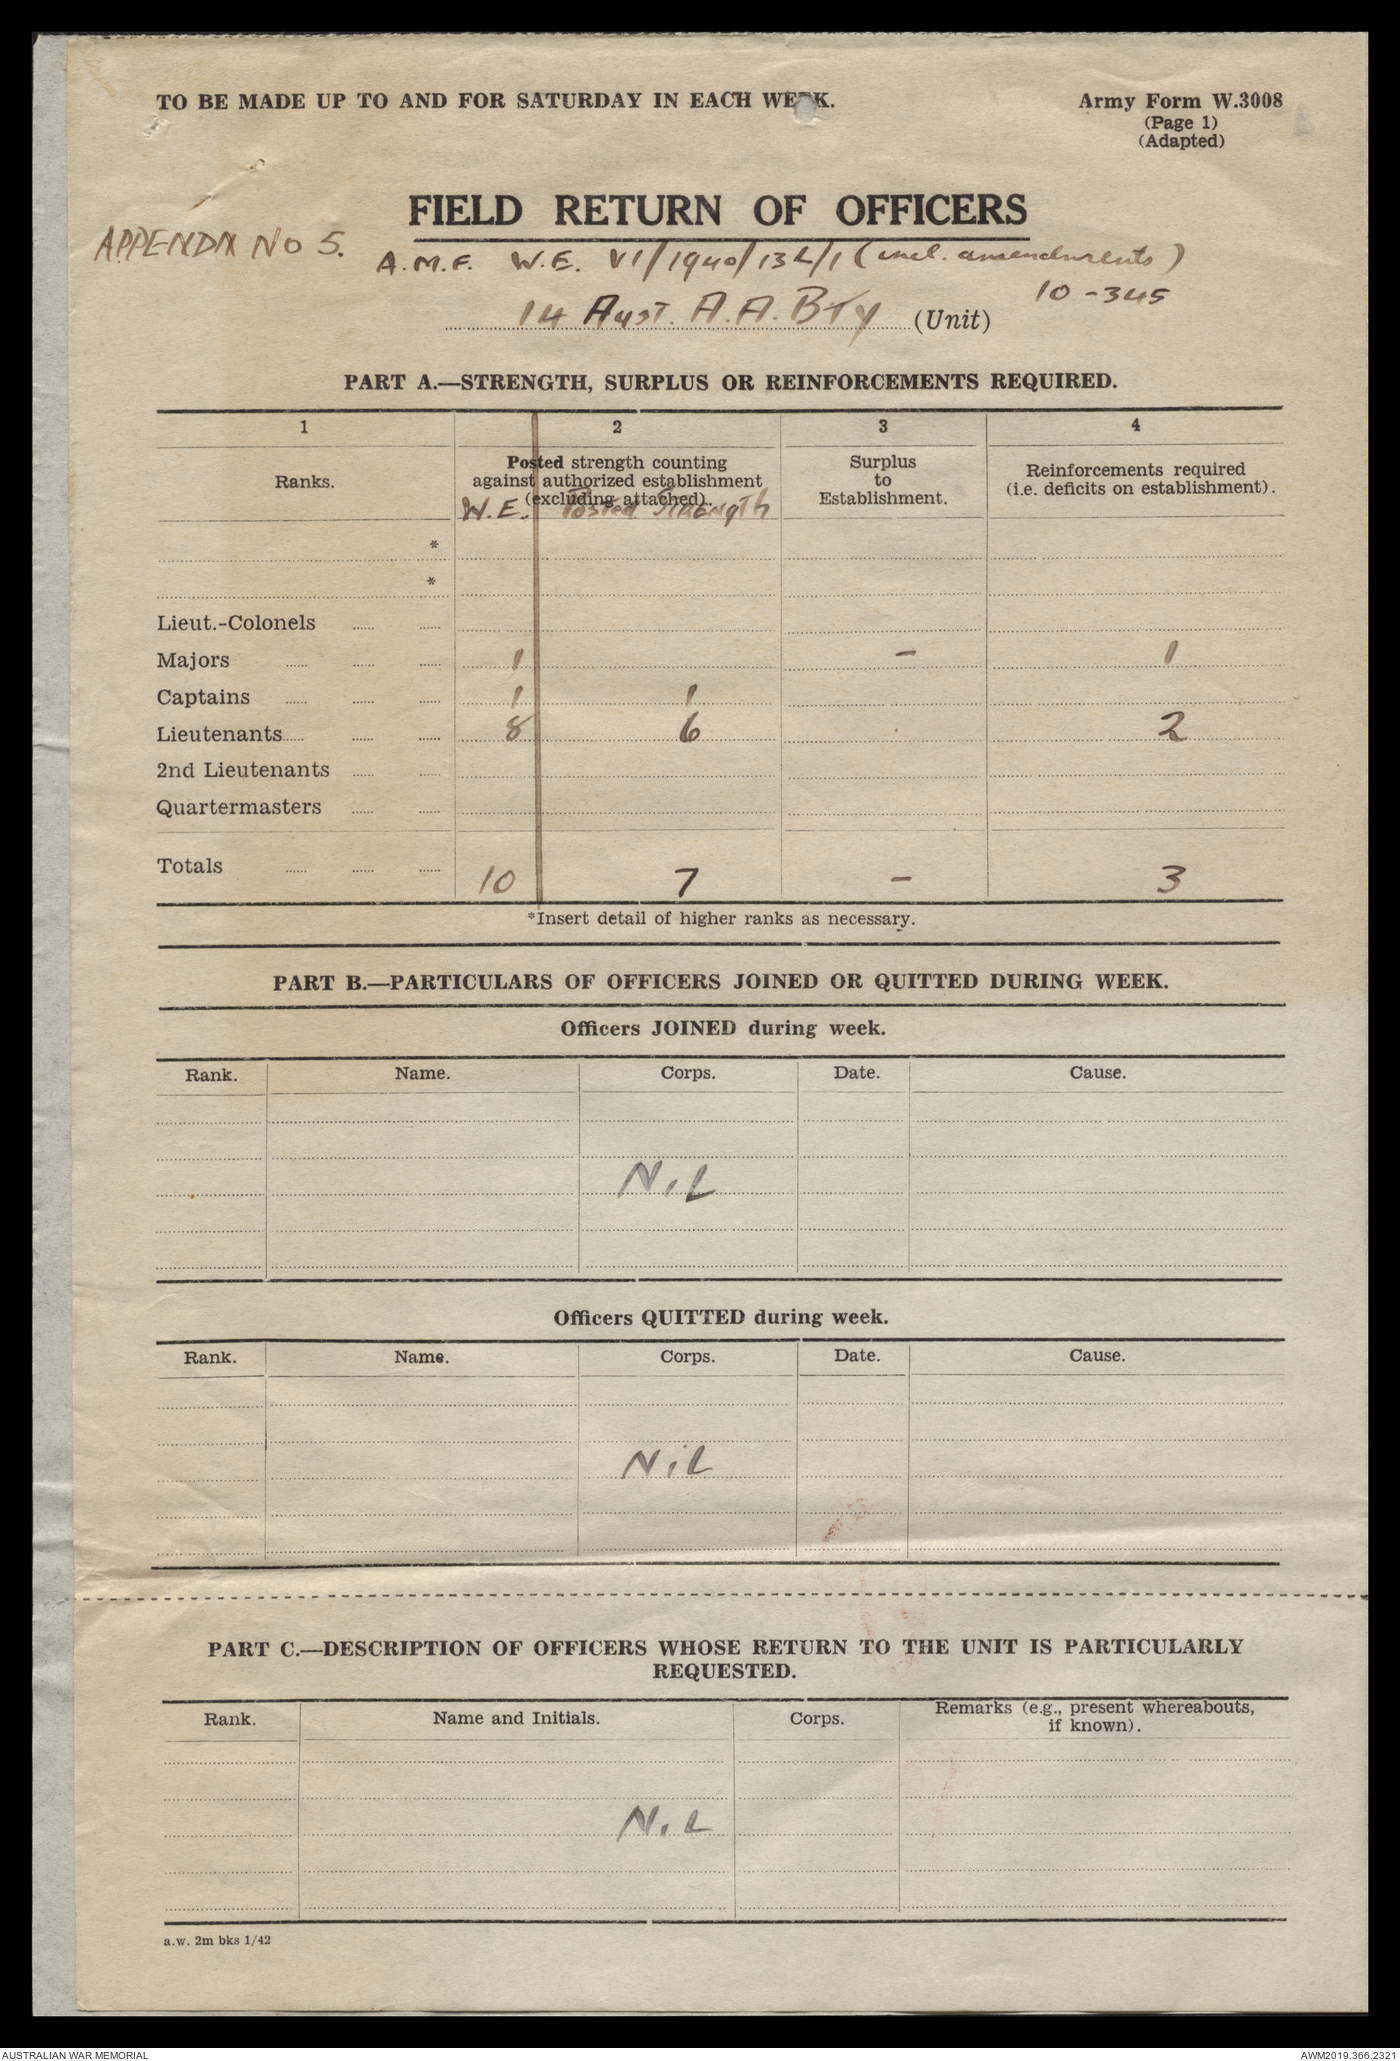 TO BE MADE UP TO AND FOR SATURDAY IN EACH WEEK.
Army Form W.3008
(Page 1)
(Adapted)
FIELD RETURN OF OFFICERS
APPENDIX No 5.
A.M.F. W.E. VI/1940/13L/1 (incl. amendments)
10-345
14 Aust. A.A. Bty (Unit)
PART A.—STRENGTH, SURPLUS OR REINFORCEMENTS REQUIRED.
1 2 3 4
Ranks.
Posted strength counting
against authorized establishment
(excluding attached).
W.E. Posted Strength
Surplus
to
Establishment.
Reinforcements required
(i.e. deficits on establishment).
*
*
Lieut.-Colonels ...... ......
Majors ...... ...... ...... 1 - 1
Captains ...... ...... ...... 1 1
Lieutenants...... ...... ...... 8 6 2
2nd Lieutenants ...... ......
Quartermasters ...... ......
Totals ...... ...... ...... 10 7 - 3
*Insert detail of higher ranks as necessary.
PART B.—PARTICULARS OF OFFICERS JOINED OR QUITTED DURING WEEK.
Officers JOINED during week.
Rank. Name. Corps. Date. Cause.
Nil
Officers QUITTED during week.
Rank. Name. Corps. Date. Cause.
Nil
PART C.—DESCRIPTION OF OFFICERS WHOSE RETURN TO THE UNIT IS PARTICULARLY
REQUESTED.
Rank. Name and Initials. Corps. Remarks (e.g., present whereabouts,
if known).
Nil
a.w. 2m bks 1/42
AUSTRALIAN WAR MEMORIAL
AWM2019.366.2321